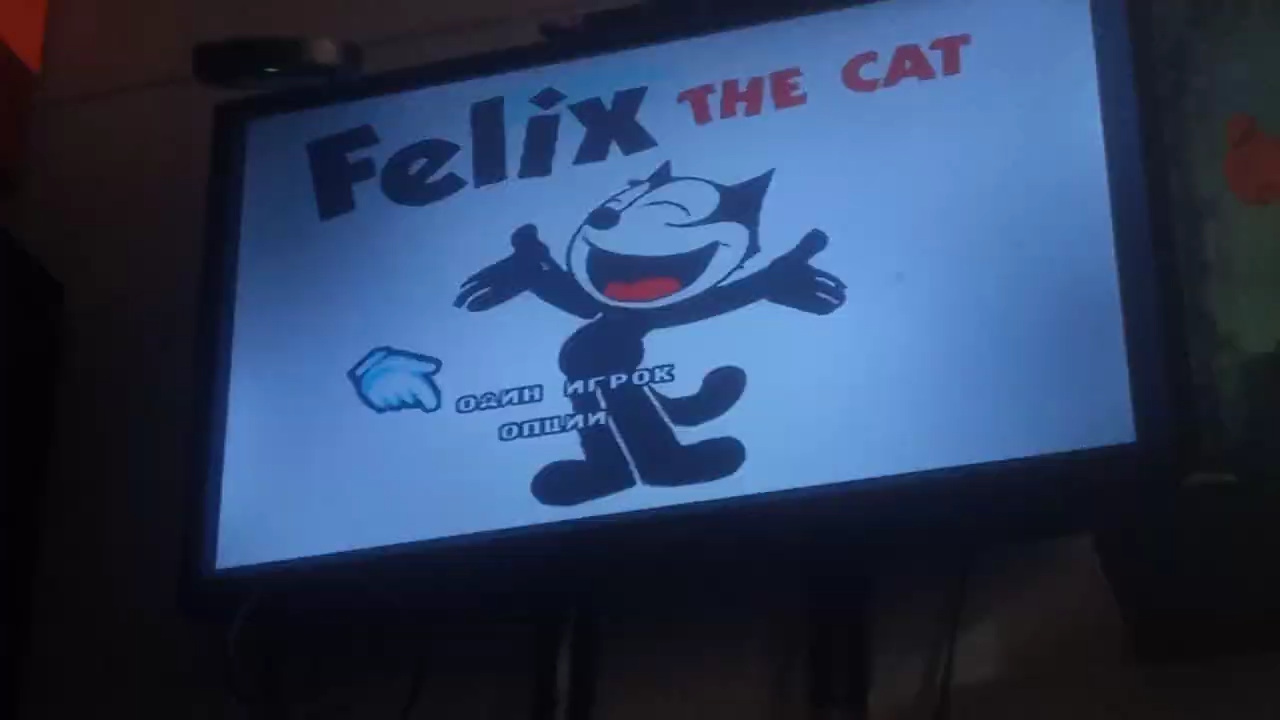 Felix THE CAT
ОДИН ИГРОК
ОПЦИИ